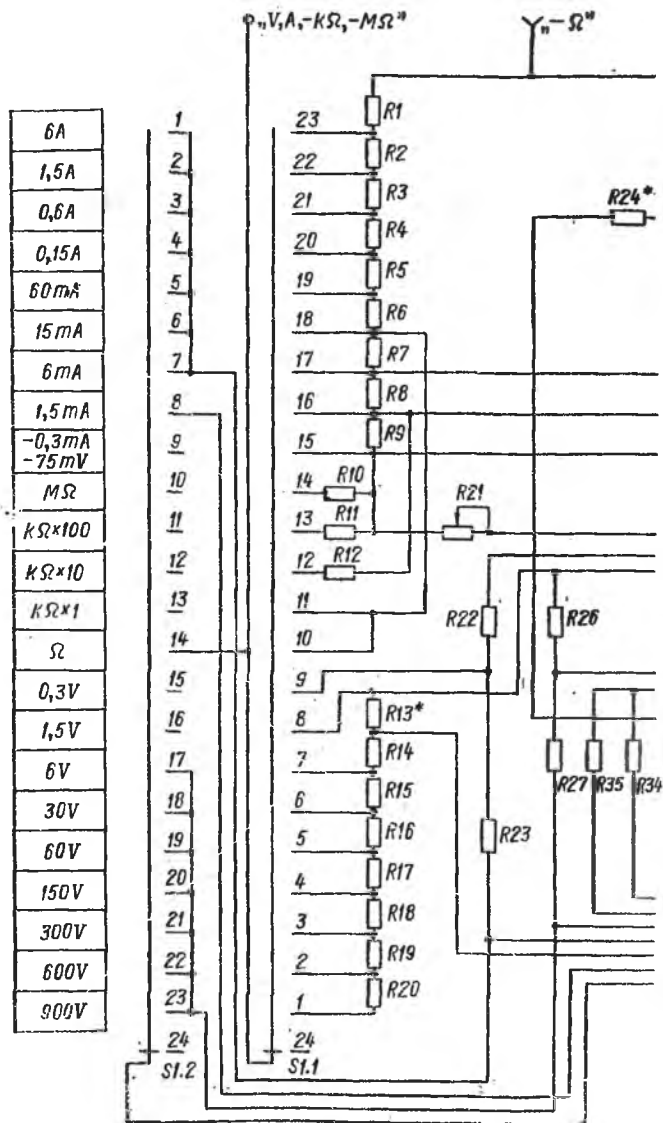 „V,A,-KΩ,-MΩ"
„-Ω"
6A
1,5A
0,6A
0,15A
60mA
15mA
6mA
1,5mA
-0,3mA
-75mV
MΩ
KΩ×100
KΩ×10
KΩ×1
Ω
0,3V
1,5V
6V
30V
60V
150V
300V
600V
900V
1
2
3
4
5
6
7
8
9
10
11
12
13
14
15
16
17
18
19
20
21
22
23
24
S1.2
23
22
21
20
19
18
17
16
15
14
13
12
11
10
9
8
7
6
5
4
3
2
1
24
S1.1
R1
R2
R3
R4
R5
R6
R7
R8
R9
R10
R11
R12
R13*
R14
R15
R16
R17
R18
R19
R20
R21
R22
R23
R24*
R26
R27
R35
R34